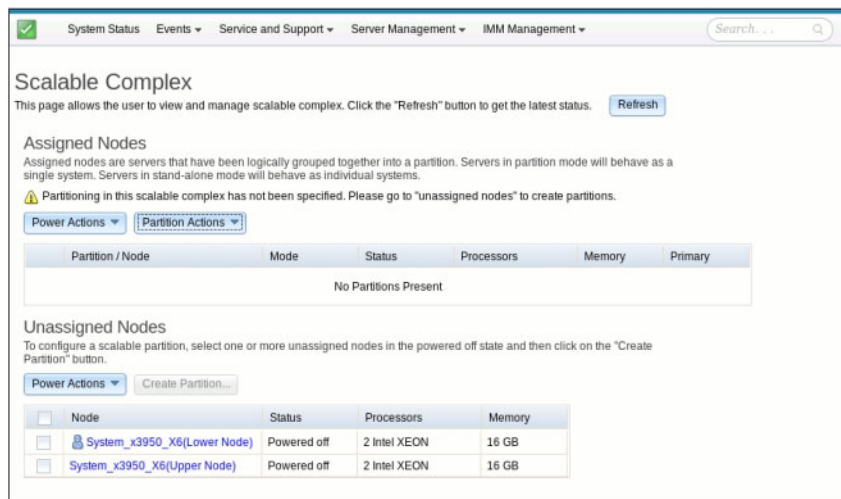 System Status Events Service and Support Server Management IMM Management Search. . .
Scalable Complex
This page allows the user to view and manage scalable complex. Click the "Refresh" button to get the latest status. Refresh
Assigned Nodes
Assigned nodes are servers that have been logically grouped together into a partition. Servers in partition mode will behave as a
single system. Servers in stand-alone mode will behave as individual systems.
Partitioning in this scalable complex has not been specified. Please go to "unassigned nodes" to create partitions.
Power Actions Partition Actions
Partition / Node Mode Status Processors Memory Primary
No Partitions Present
Unassigned Nodes
To configure a scalable partition, select one or more unassigned nodes in the powered off state and then click on the "Create
Partition" button.
Power Actions Create Partition...
Node Status Processors Memory
System_x3950_X6(Lower Node) Powered off 2 Intel XEON 16 GB
System_x3950_X6(Upper Node) Powered off 2 Intel XEON 16 GB